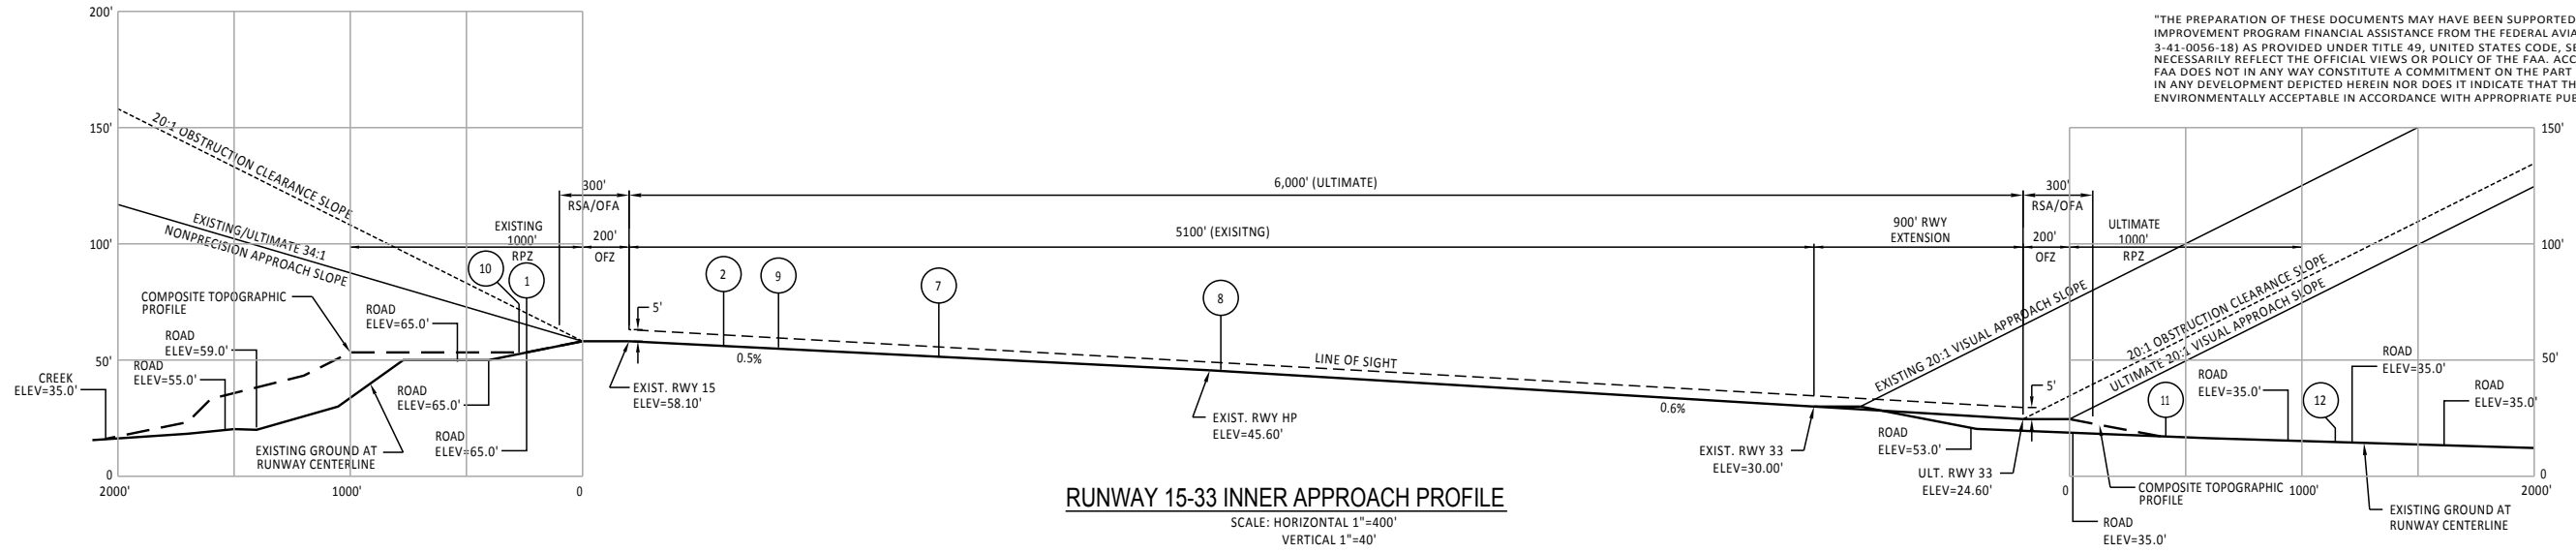 "THE PREPARATION OF THESE DOCUMENTS MAY HAVE BEEN SUPPORTED
IMPROVEMENT PROGRAM FINANCIAL ASSISTANCE FROM THE FEDERAL AVIA
3-41-0056-18) AS PROVIDED UNDER TITLE 49, UNITED STATES CODE, SE
NECESSARILY REFLECT THE OFFICIAL VIEWS OR POLICY OF THE FAA. ACC
FAA DOES NOT IN ANY WAY CONSTITUTE A COMMITMENT ON THE PART
IN ANY DEVELOPMENT DEPICTED HEREIN NOR DOES IT INDICATE THAT TH
ENVIRONMENTALLY ACCEPTABLE IN ACCORDANCE WITH APPROPRIATE PUB
200'
150'
100'
50'
0
2000'
1000'
0
20:1 OBSTRUCTION CLEARANCE SLOPE
EXISTING/ULTIMATE 34:1
NONPRECISION APPROACH SLOPE
COMPOSITE TOPOGRAPHIC
PROFILE
ROAD
ELEV=65.0'
ROAD
ELEV=59.0'
ROAD
ELEV=55.0'
CREEK
ELEV=35.0'
ROAD
ELEV=65.0'
ROAD
ELEV=65.0'
EXISTING GROUND AT
RUNWAY CENTERLINE
EXISTING
1000'
RPZ
10
1
300'
RSA/OFA
200'
OFZ
6,000' (ULTIMATE)
5100' (EXISITNG)
900' RWY
EXTENSION
2
9
7
8
5'
0.5%
EXIST. RWY 15
ELEV=58.10'
LINE OF SIGHT
EXIST. RWY HP
ELEV=45.60'
0.6%
EXIST. RWY 33
ELEV=30.00'
EXISTING 20:1 VISUAL APPROACH SLOPE
ROAD
ELEV=53.0'
ULT. RWY 33
ELEV=24.60'
5'
300'
RSA/OFA
200'
OFZ
ULTIMATE
1000'
RPZ
20:1 OBSTRUCTION CLEARANCE SLOPE
ULTIMATE 20:1 VISUAL APPROACH SLOPE
11
ROAD
ELEV=35.0'
12
ROAD
ELEV=35.0'
ROAD
ELEV=35.0'
150'
100'
50'
0
0
1000'
2000'
COMPOSITE TOPOGRAPHIC
PROFILE
ROAD
ELEV=35.0'
EXISTING GROUND AT
RUNWAY CENTERLINE
RUNWAY 15-33 INNER APPROACH PROFILE
SCALE: HORIZONTAL 1"=400'
VERTICAL 1"=40'